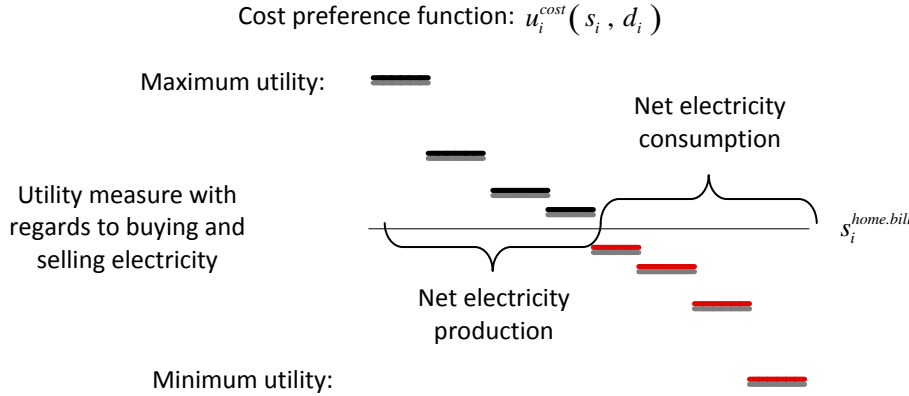 Cost preference function: u_i^{cost}(s_i, d_i)
Maximum utility:
Net electricity
consumption
Utility measure with
regards to buying and
selling electricity
s_i^{home.bill}
Net electricity
production
Minimum utility: